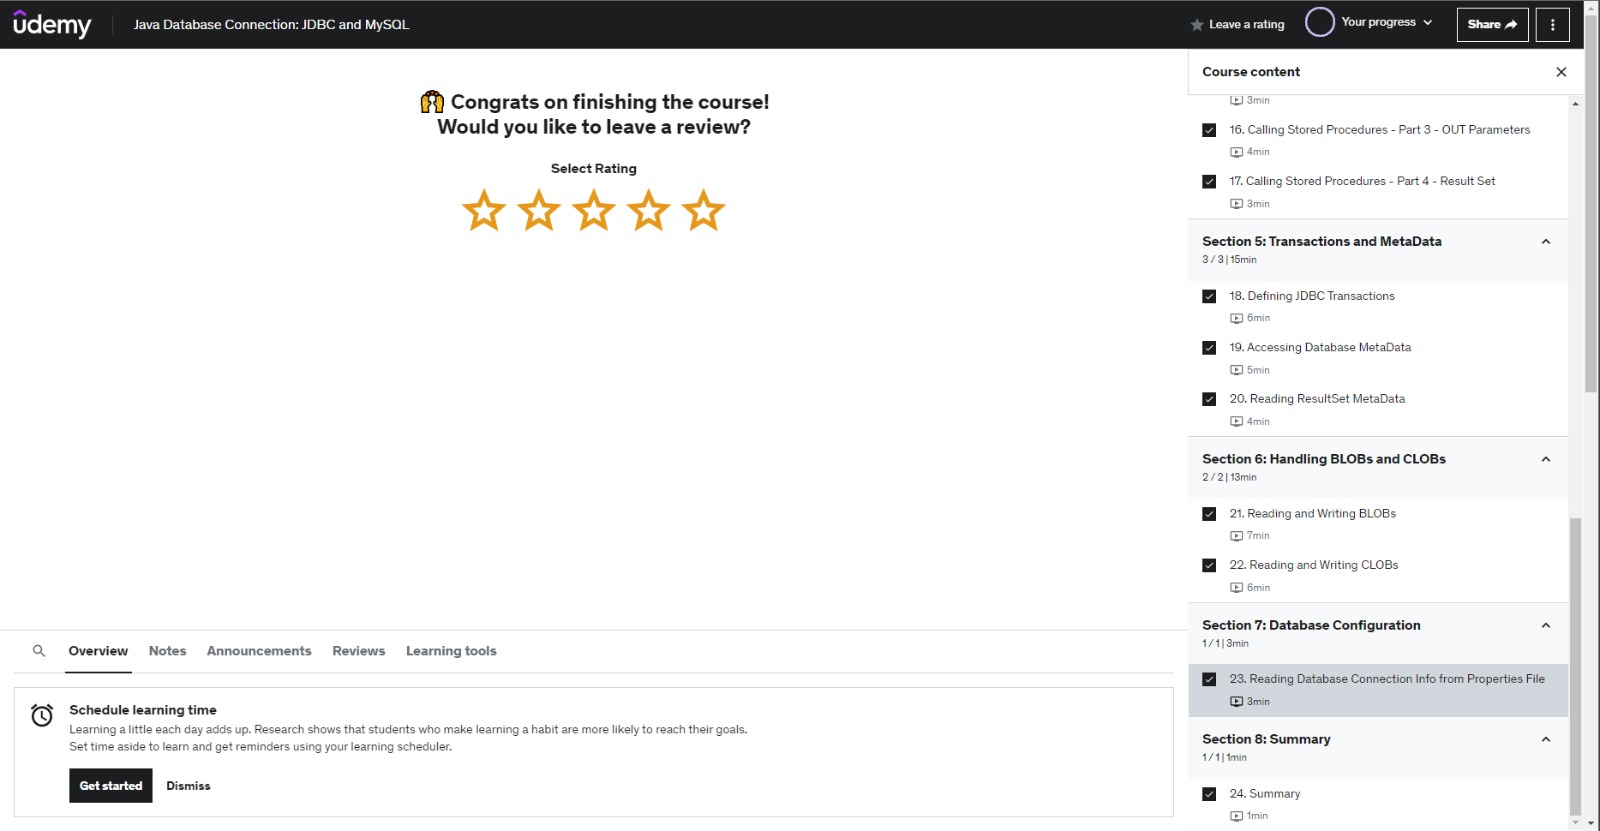 udemy
Java Database Connection: JDBC and MySQL
Leave a rating
Your progress
Share
Congrats on finishing the course!
Would you like to leave a review?
Select Rating
Overview
Notes
Announcements
Reviews
Learning tools
Schedule learning time
Learning a little each day adds up. Research shows that students who make learning a habit are more likely to reach their goals.
Set time aside to learn and get reminders using your learning scheduler.
Get started
Dismiss
Course content
3min
16. Calling Stored Procedures - Part 3 - OUT Parameters
4min
17. Calling Stored Procedures - Part 4 - Result Set
3min
Section 5: Transactions and MetaData
3 / 3 | 15min
18. Defining JDBC Transactions
6min
19. Accessing Database MetaData
5min
20. Reading ResultSet MetaData
4min
Section 6: Handling BLOBs and CLOBs
2 / 2 | 13min
21. Reading and Writing BLOBs
7min
22. Reading and Writing CLOBs
6min
Section 7: Database Configuration
1 / 1 | 3min
23. Reading Database Connection Info from Properties File
3min
Section 8: Summary
1 / 1 | 1min
24. Summary
1min